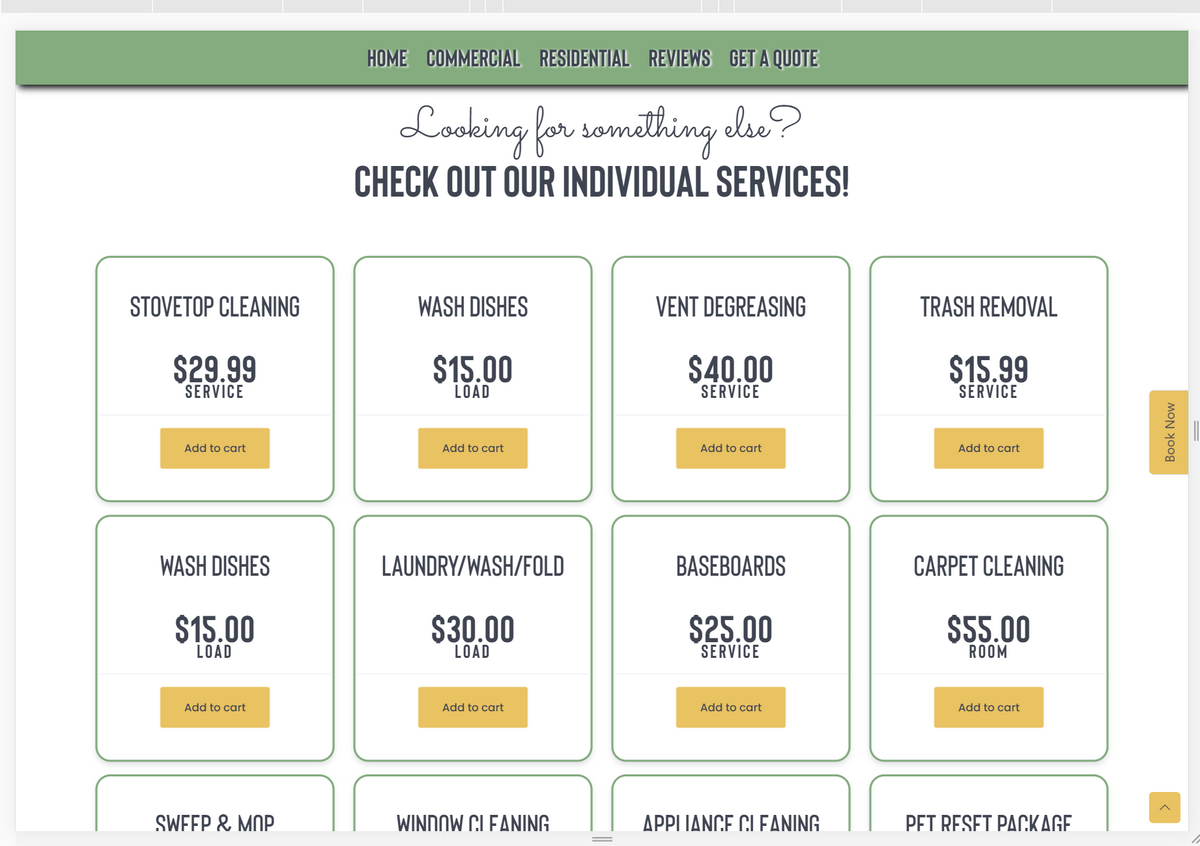 HOME COMMERCIAL RESIDENTIAL REVIEWS GET A QUOTE
Looking for something else?
CHECK OUT OUR INDIVIDUAL SERVICES!
STOVETOP CLEANING WASH DISHES VENT DEGREASING TRASH REMOVAL
$29.99 $15.00 $40.00 $15.99
SERVICE LOAD SERVICE SERVICE
Add to cart Add to cart Add to cart Add to cart
Book Now
WASH DISHES LAUNDRY/WASH/FOLD BASEBOARDS CARPET CLEANING
$15.00 $30.00 $25.00 $55.00
LOAD LOAD SERVICE ROOM
Add to cart Add to cart Add to cart Add to cart
SWEEP & MOP WINDOW CLEANING APPLIANCE CLEANING PET RESET PACKAGE